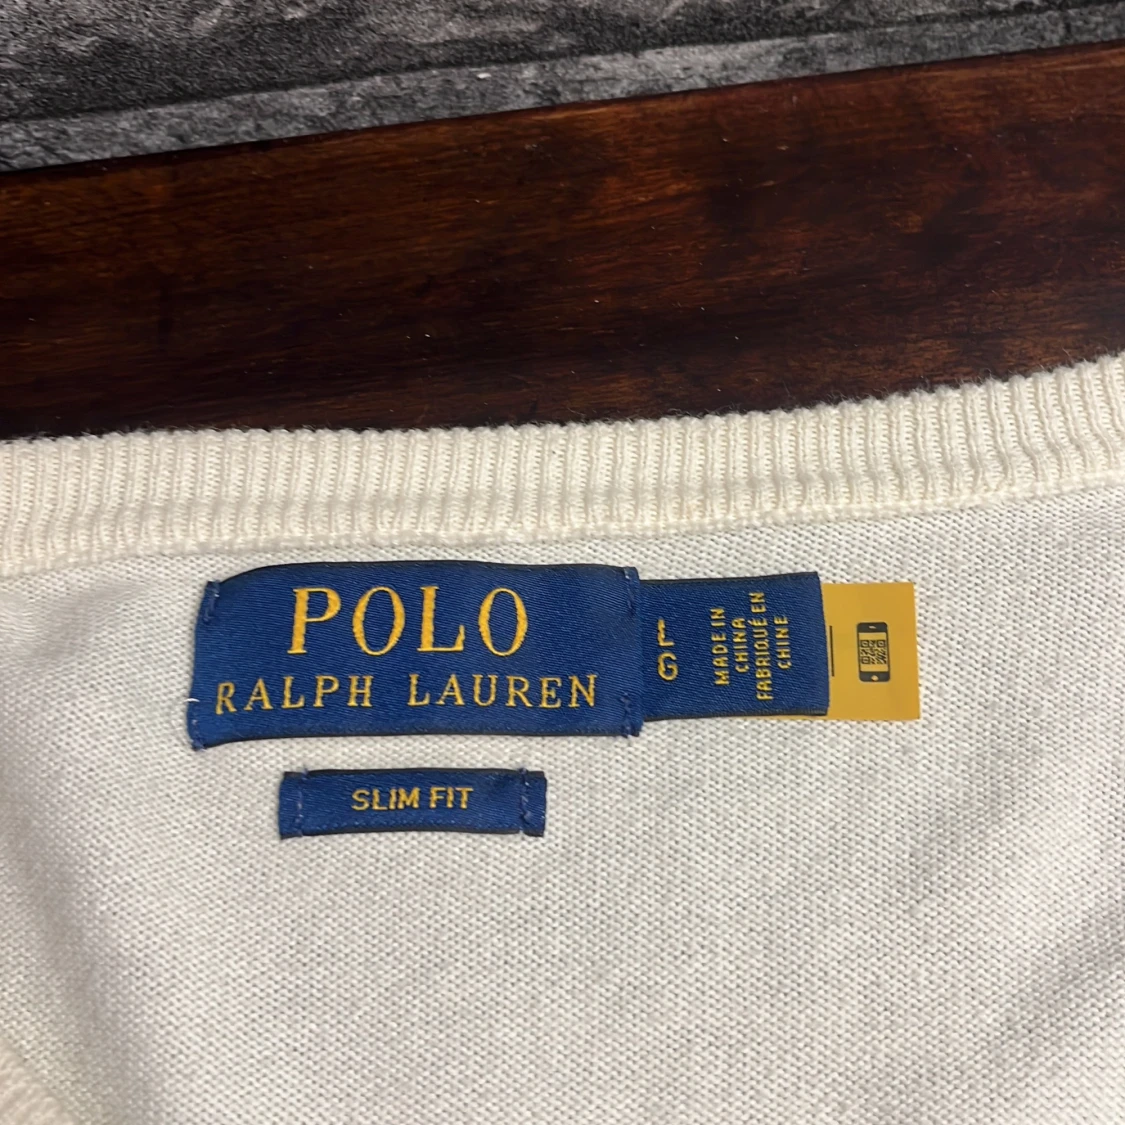 POLO
RALPH LAUREN
L
G
MADE IN
CHINA
FABRIQUÉ EN
CHINE
SLIM FIT